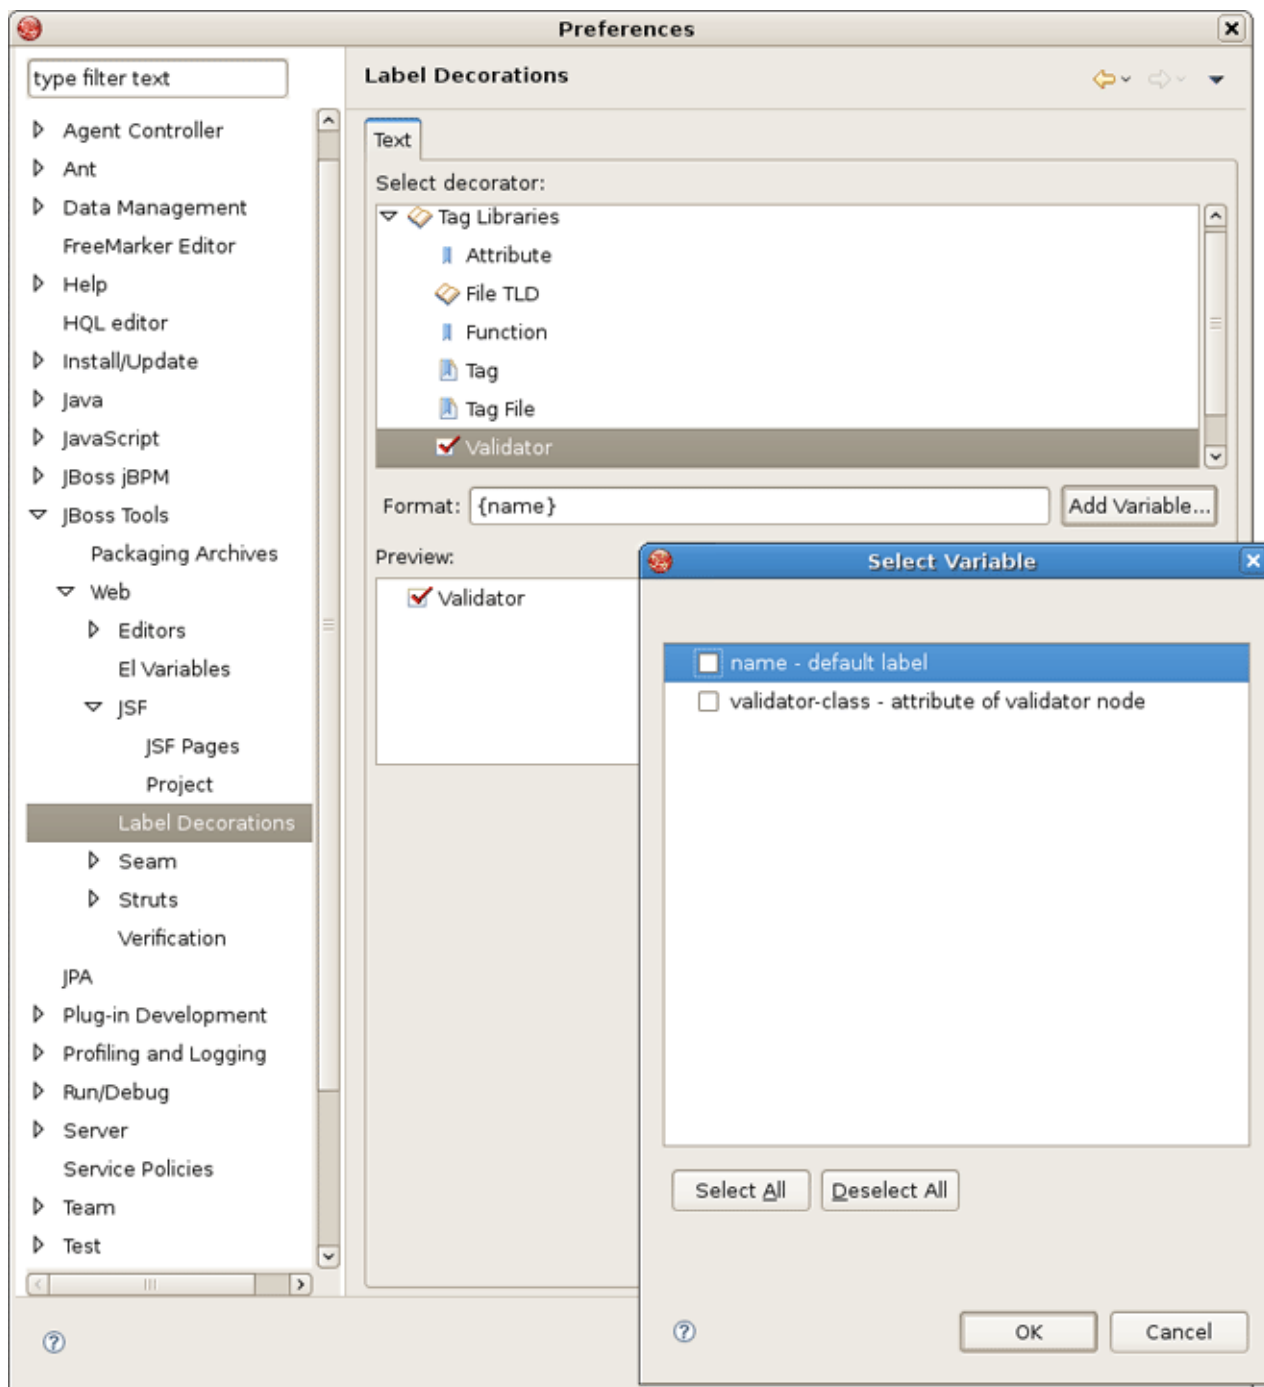 Preferences
type filter text
Agent Controller
Ant
Data Management
FreeMarker Editor
Help
HQL editor
Install/Update
Java
JavaScript
JBoss jBPM
JBoss Tools
Packaging Archives
Web
Editors
El Variables
JSF
JSF Pages
Project
Label Decorations
Seam
Struts
Verification
JPA
Plug-in Development
Profiling and Logging
Run/Debug
Server
Service Policies
Team
Test
Label Decorations
Text
Select decorator:
Tag Libraries
Attribute
File TLD
Function
Tag
Tag File
Validator
Format: {name} Add Variable...
Preview:
Validator
Select Variable
name - default label
validator-class - attribute of validator node
Select All Deselect All
OK Cancel